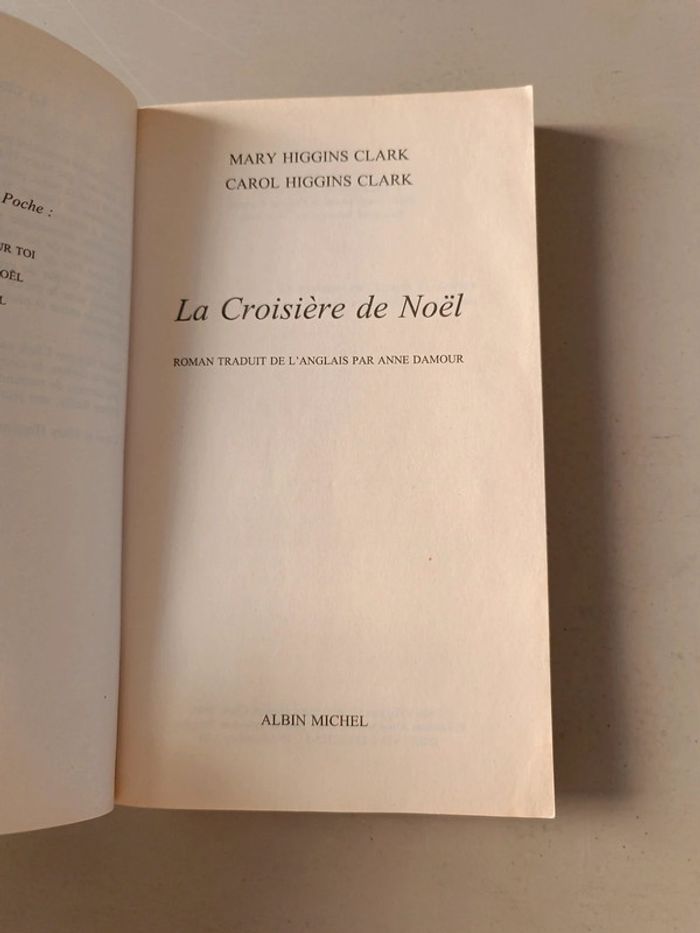 Poche :
UR TOI
OËL
L
MARY HIGGINS CLARK
CAROL HIGGINS CLARK
La Croisière de Noël
ROMAN TRADUIT DE L'ANGLAIS PAR ANNE DAMOUR
ALBIN MICHEL